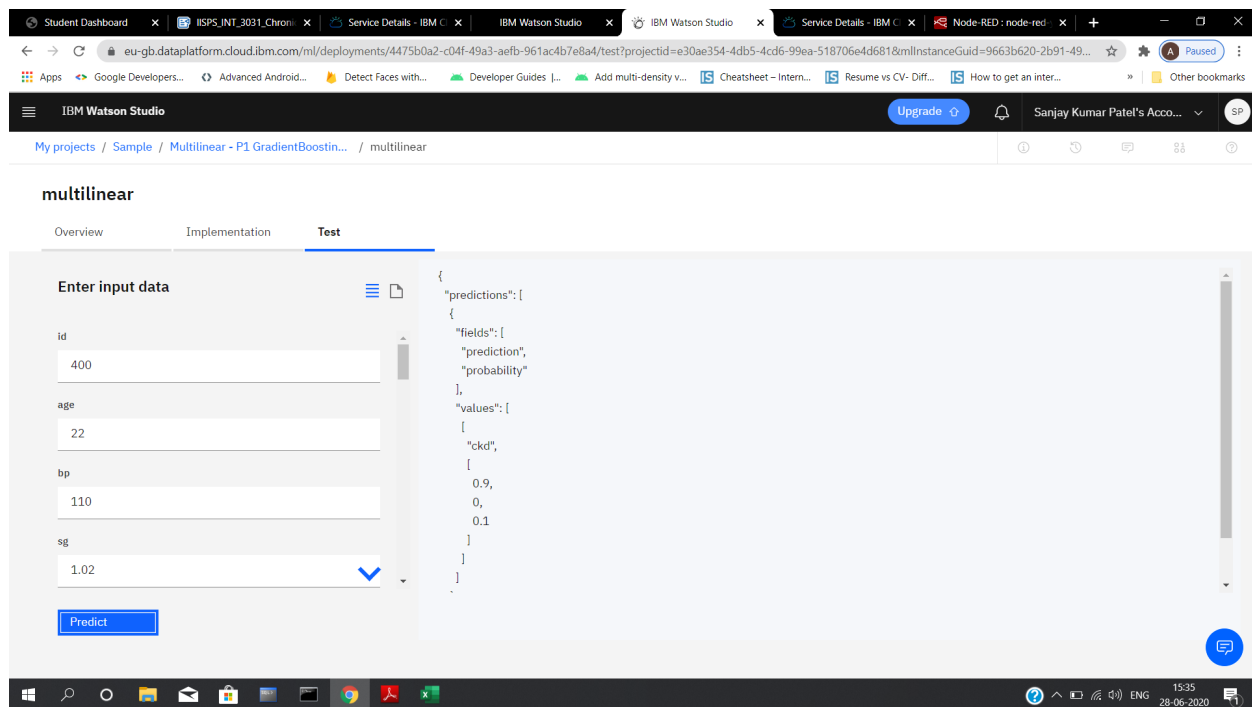 Student Dashboard
IISPS_INT_3031_Chronic
Service Details - IBM Cl
IBM Watson Studio
IBM Watson Studio
Service Details - IBM Cl
Node-RED : node-red-
eu-gb.dataplatform.cloud.ibm.com/ml/deployments/4475b0a2-c04f-49a3-aefb-961ac4b7e8a4/test?projectid=e30ae354-4db5-4cd6-99ea-518706e4d681&mlInstanceGuid=9663b620-2b91-49...
A Paused
Apps
Google Developers...
Advanced Android...
Detect Faces with...
Developer Guides |...
Add multi-density v...
Cheatsheet – Intern...
Resume vs CV- Diff...
How to get an inter...
»
Other bookmarks
IBM Watson Studio
Upgrade
Sanjay Kumar Patel's Acco...
SP
My projects / Sample / Multilinear - P1 GradientBoostin... / multilinear
multilinear
Overview Implementation Test
Enter input data
id
400
age
22
bp
110
sg
1.02
Predict
{
"predictions": [
{
"fields": [
"prediction",
"probability"
],
"values": [
[
"ckd",
[
0.9,
0,
0.1
]
]
]
ENG
15:35
28-06-2020
1